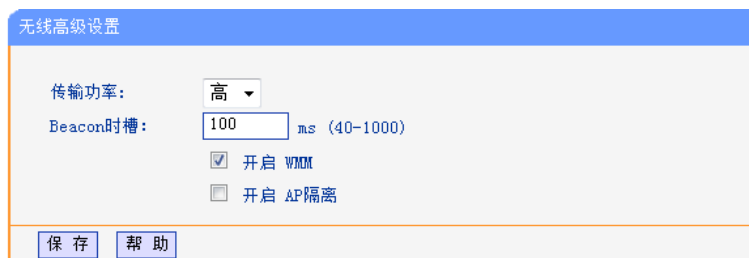 无线高级设置
传输功率： 高
Beacon时槽： 100 ms (40-1000)
开启 WMM
开启 AP隔离
保 存 帮 助